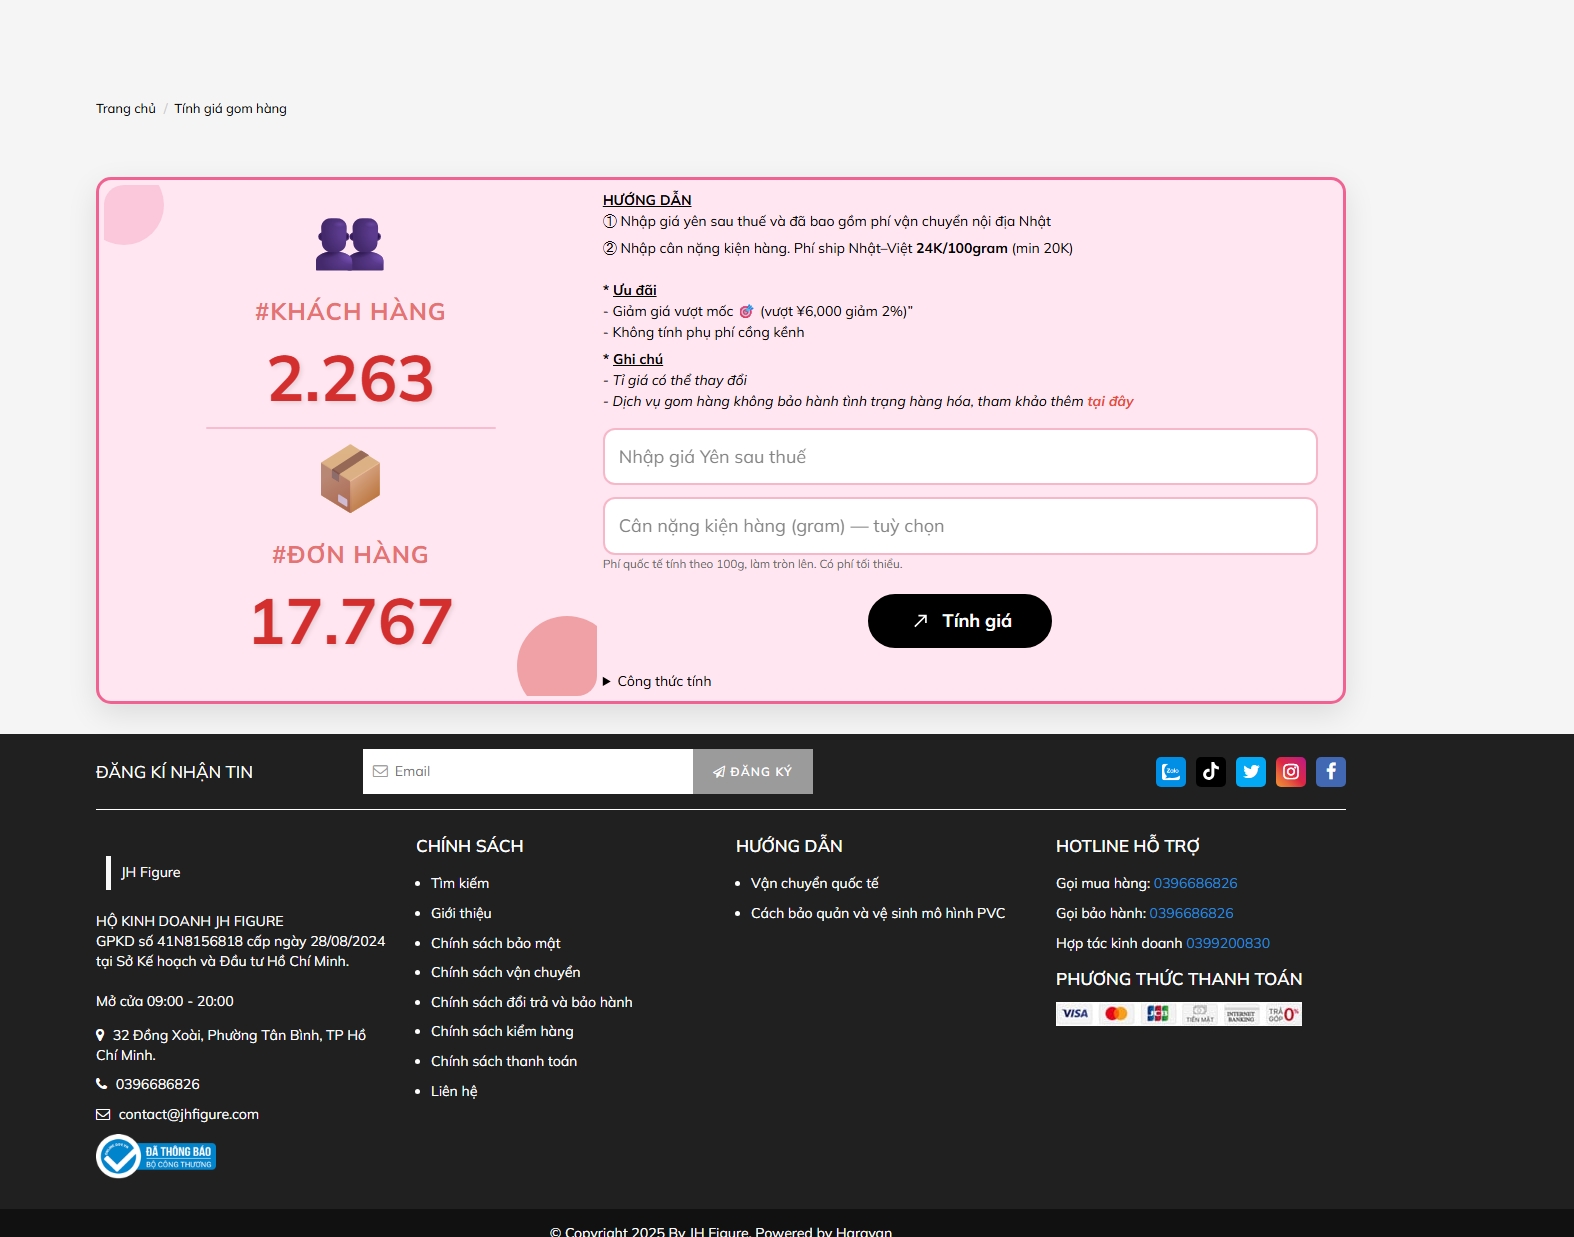 Trang chủ / Tính giá gom hàng
#KHÁCH HÀNG
2.263
#ĐƠN HÀNG
17.767
HƯỚNG DẪN
① Nhập giá yên sau thuế và đã bao gồm phí vận chuyển nội địa Nhật
② Nhập cân nặng kiện hàng. Phí ship Nhật–Việt 24K/100gram (min 20K)
* Ưu đãi
- Giảm giá vượt mốc 🎯 (vượt ¥6,000 giảm 2%)”
- Không tính phụ phí cồng kềnh
* Ghi chú
- Tỉ giá có thể thay đổi
- Dịch vụ gom hàng không bảo hành tình trạng hàng hóa, tham khảo thêm tại đây
Nhập giá Yên sau thuế
Cân nặng kiện hàng (gram) — tuỳ chọn
Phí quốc tế tính theo 100g, làm tròn lên. Có phí tối thiểu.
Tính giá
Công thức tính
ĐĂNG KÍ NHẬN TIN
Email
ĐĂNG KÝ
Zalo
JH Figure
HỘ KINH DOANH JH FIGURE
GPKD số 41N8156818 cấp ngày 28/08/2024
tại Sở Kế hoạch và Đầu tư Hồ Chí Minh.
Mở cửa 09:00 - 20:00
32 Đồng Xoài, Phường Tân Bình, TP Hồ
Chí Minh.
0396686826
contact@jhfigure.com
ĐÃ THÔNG BÁO
BỘ CÔNG THƯƠNG
CHÍNH SÁCH
Tìm kiếm
Giới thiệu
Chính sách bảo mật
Chính sách vận chuyển
Chính sách đổi trả và bảo hành
Chính sách kiểm hàng
Chính sách thanh toán
Liên hệ
HƯỚNG DẪN
Vận chuyển quốc tế
Cách bảo quản và vệ sinh mô hình PVC
HOTLINE HỖ TRỢ
Gọi mua hàng: 0396686826
Gọi bảo hành: 0396686826
Hợp tác kinh doanh 0399200830
PHƯƠNG THỨC THANH TOÁN
VISA
JCB
TIỀN MẶT
INTERNET
BANKING
TRẢ
GÓP 0%
© Copyright 2025 By JH Figure. Powered by Haravan